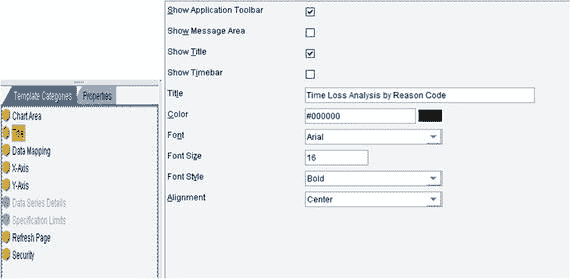 Show Application Toolbar
Show Message Area
Show Title
Show Timebar
Title Time Loss Analysis by Reason Code
Color #000000
Font Arial
Font Size 16
Font Style Bold
Alignment Center
Template Categories Properties
Chart Area
Title
Data Mapping
X-Axis
Y-Axis
Data Series Details
Specification Limits
Refresh Page
Security